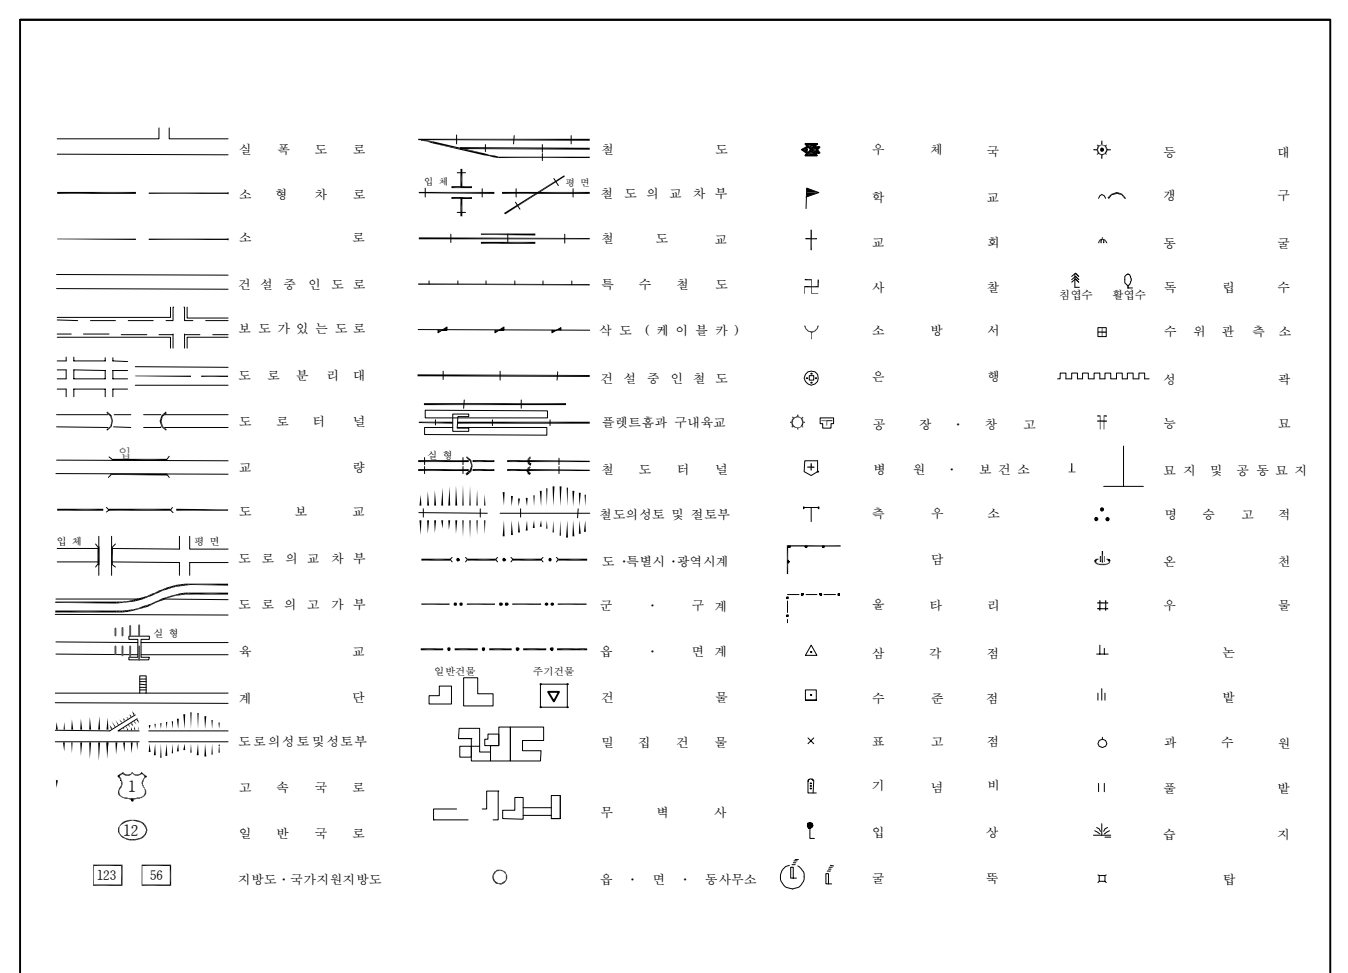 실 폭 도 로
소 형 차 로
소 로
건 설 중 인 도 로
보 도 가 있 는 도 로
도 로 분 리 대
도 로 터 널
입
교 량
도 보 교
입 체 평 면
도 로 의 교 차 부
도 로 의 고 가 부
실 형
육 교
계 단
도로의성토및성토부
1
고 속 국 로
12
일 반 국 로
123 56
지방도 · 국가지원지방도
철 도
입 체 평 면
철 도 의 교 차 부
철 도 교
특 수 철 도
삭 도 ( 케 이 블 카 )
건 설 중 인 철 도
플렛트홈과 구내육교
실 형
철 도 터 널
철도의성토 및 절토부
도 · 특별시 · 광역시계
군 · 구 계
읍 · 면 계
일반건물 주기건물
건 물
밀 집 건 물
무 벽 사
읍 · 면 · 동사무소
우 체 국
학 교
교 회
사 찰
소 방 서
은 행
공 장 · 창 고
병 원 · 보 건 소
측 우 소
담
울 타 리
삼 각 점
수 준 점
표 고 점
기 념 비
입 상
굴 뚝
등 대
갱 구
동 굴
침엽수 활엽수
독 립 수
수 위 관 측 소
성 곽
능 묘
묘 지 및 공 동 묘 지
명 승 고 적
온 천
우 물
논
밭
과 수 원
풀 밭
습 지
탑